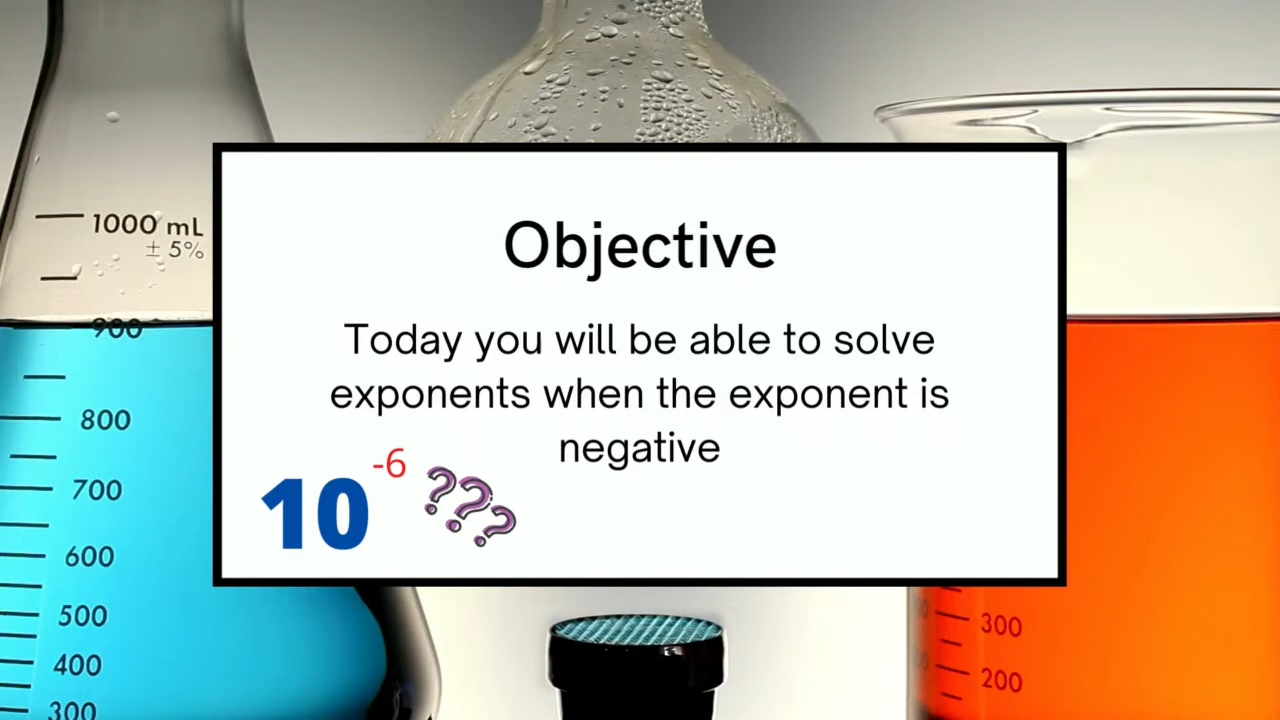 1000 mL
± 5%
900
800
700
600
500
400
300
Objective
Today you will be able to solve
exponents when the exponent is
negative
10
-6
???
300
200